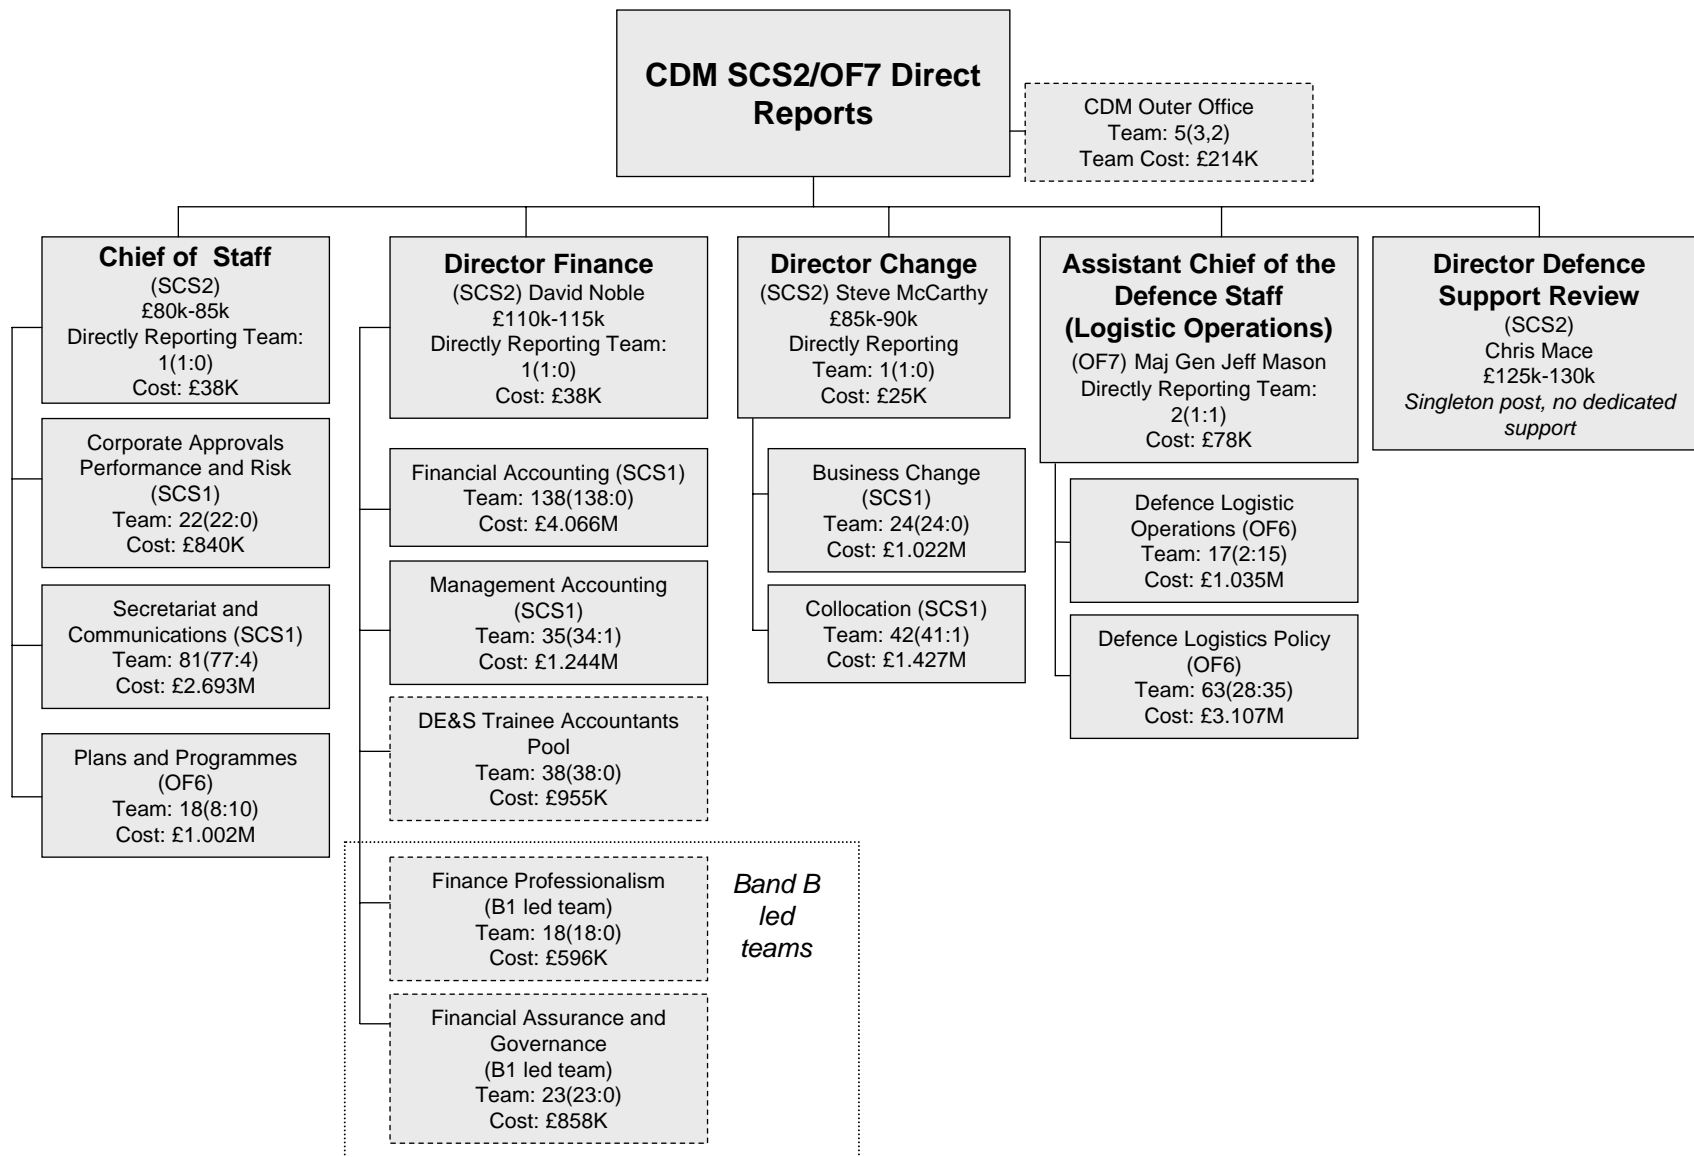 CDM SCS2/OF7 Direct
Reports
CDM Outer Office
Team: 5(3,2)
Team Cost: £214K
Chief of  Staff
(SCS2)
£80k-85k
Directly Reporting Team:
1(1:0)
Cost: £38K
Corporate Approvals
Performance and Risk
(SCS1)
Team: 22(22:0)
Cost: £840K
Secretariat and
Communications (SCS1)
Team: 81(77:4)
Cost: £2.693M
Plans and Programmes
(OF6)
Team: 18(8:10)
Cost: £1.002M
Director Finance
(SCS2) David Noble
£110k-115k
Directly Reporting Team:
1(1:0)
Cost: £38K
Financial Accounting (SCS1)
Team: 138(138:0)
Cost: £4.066M
Management Accounting
(SCS1)
Team: 35(34:1)
Cost: £1.244M
DE&S Trainee Accountants
Pool
Team: 38(38:0)
Cost: £955K
Finance Professionalism
(B1 led team)
Team: 18(18:0)
Cost: £596K
Financial Assurance and
Governance
(B1 led team)
Team: 23(23:0)
Cost: £858K
Band B
led
teams
Director Change
(SCS2) Steve McCarthy
£85k-90k
Directly Reporting
Team: 1(1:0)
Cost: £25K
Business Change
(SCS1)
Team: 24(24:0)
Cost: £1.022M
Collocation (SCS1)
Team: 42(41:1)
Cost: £1.427M
Assistant Chief of the
Defence Staff
(Logistic Operations)
(OF7) Maj Gen Jeff Mason
Directly Reporting Team:
2(1:1)
Cost: £78K
Defence Logistic
Operations (OF6)
Team: 17(2:15)
Cost: £1.035M
Defence Logistics Policy
(OF6)
Team: 63(28:35)
Cost: £3.107M
Director Defence
Support Review
(SCS2)
Chris Mace
£125k-130k
Singleton post, no dedicated
support